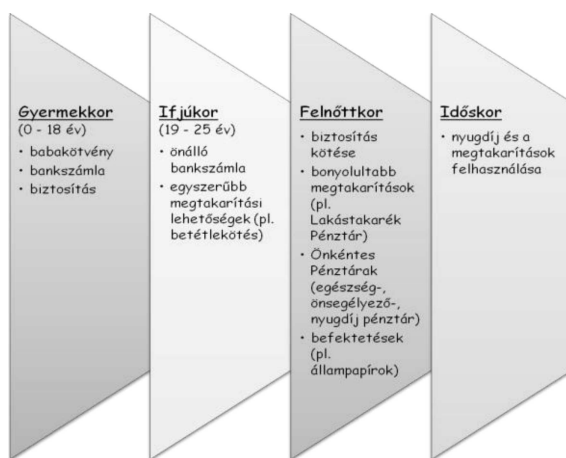 Gyermekkor
(0 - 18 év)
• babakötvény
• bankszámla
• biztosítás
Ifjúkor
(19 - 25 év)
• önálló
bankszámla
• egyszerűbb
megtakarítási
lehetőségek (pl.
betétlekötés)
Felnőttkor
• biztosítás
kötése
• bonyolultabb
megtakarítások
(pl.
Lakástakarék
Pénztár)
• Önkéntes
Pénztárak
(egészség-,
önsegélyező-,
nyugdíj pénztár)
• befektetések
(pl.
állampapírok)
Időskor
• nyugdíj és a
megtakarítások
felhasználása